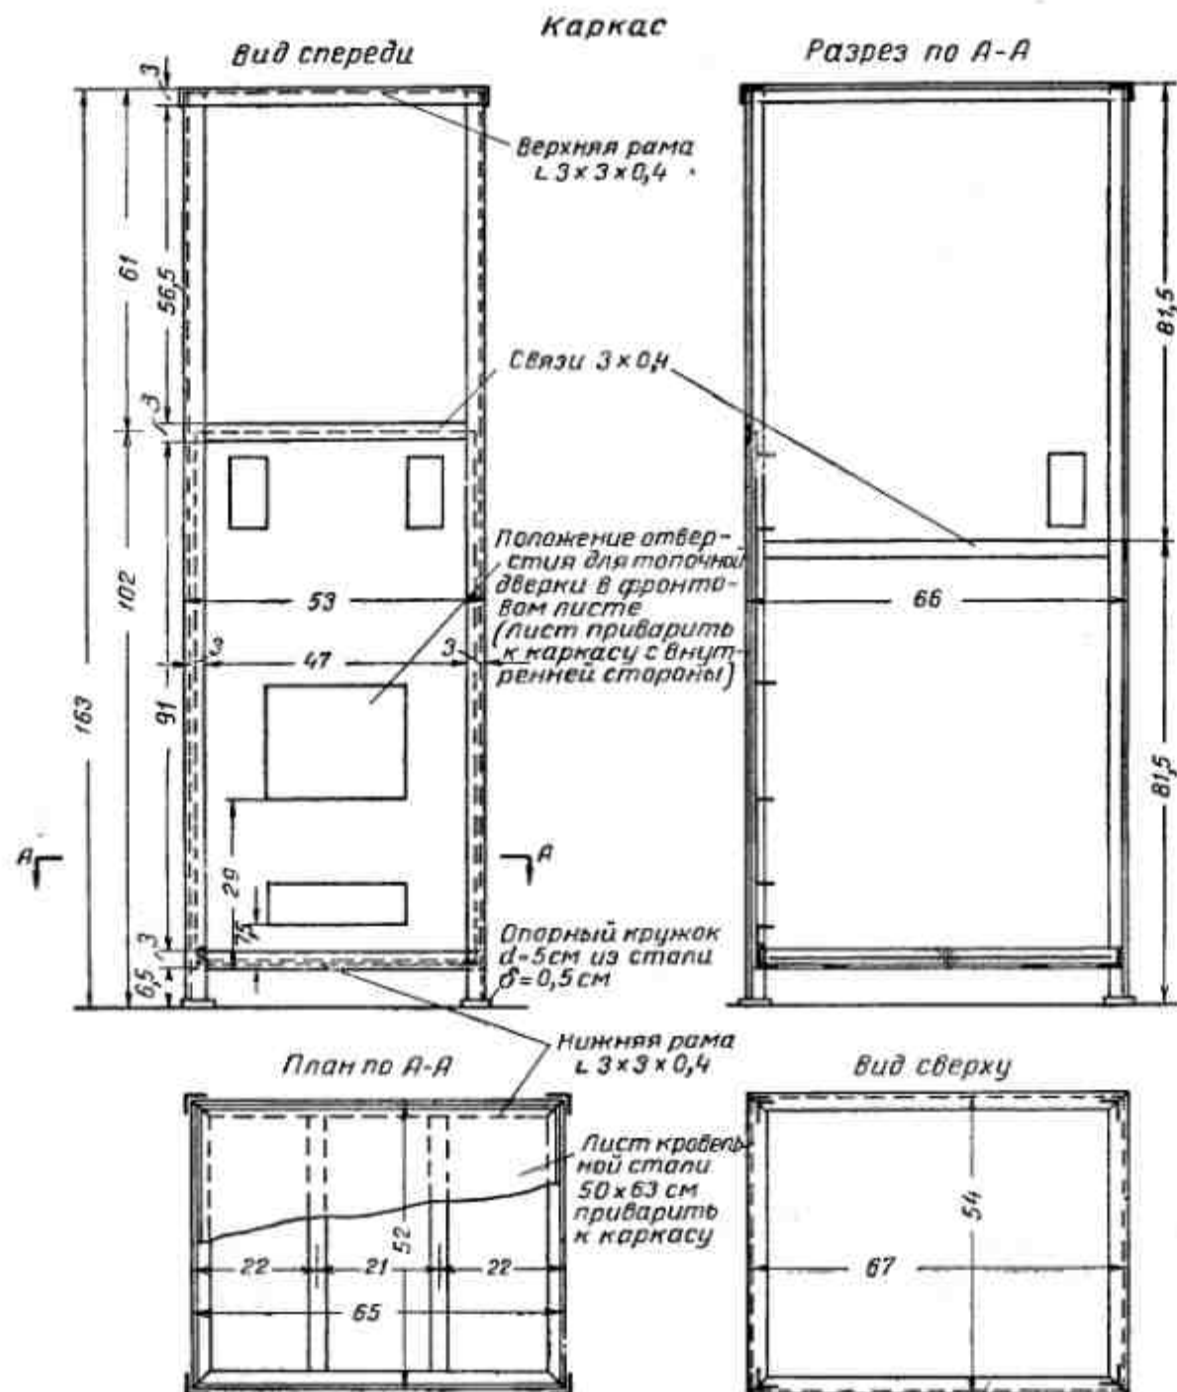 Каркас
Вид спереди
Разрез по А-А
3
Верхняя рама
∟3×3×0,4
61
56,5
81,5
Связи 3×0,4
3
Положение отвер-
стия для топочной
дверки в фронто-
вом листе
(лист приварить
к каркасу с внут-
ренней стороны)
102
53
66
3
47
3
163
91
81,5
А
А
29
7,5
3
6,5
Опорный кружок
d=5см из стали
δ=0,5см
Нижняя рама
∟3×3×0,4
План по А-А
Вид сверху
Лист кровель-
ной стали
50×63 см
приварить
к каркасу
52
54
22
21
22
67
65